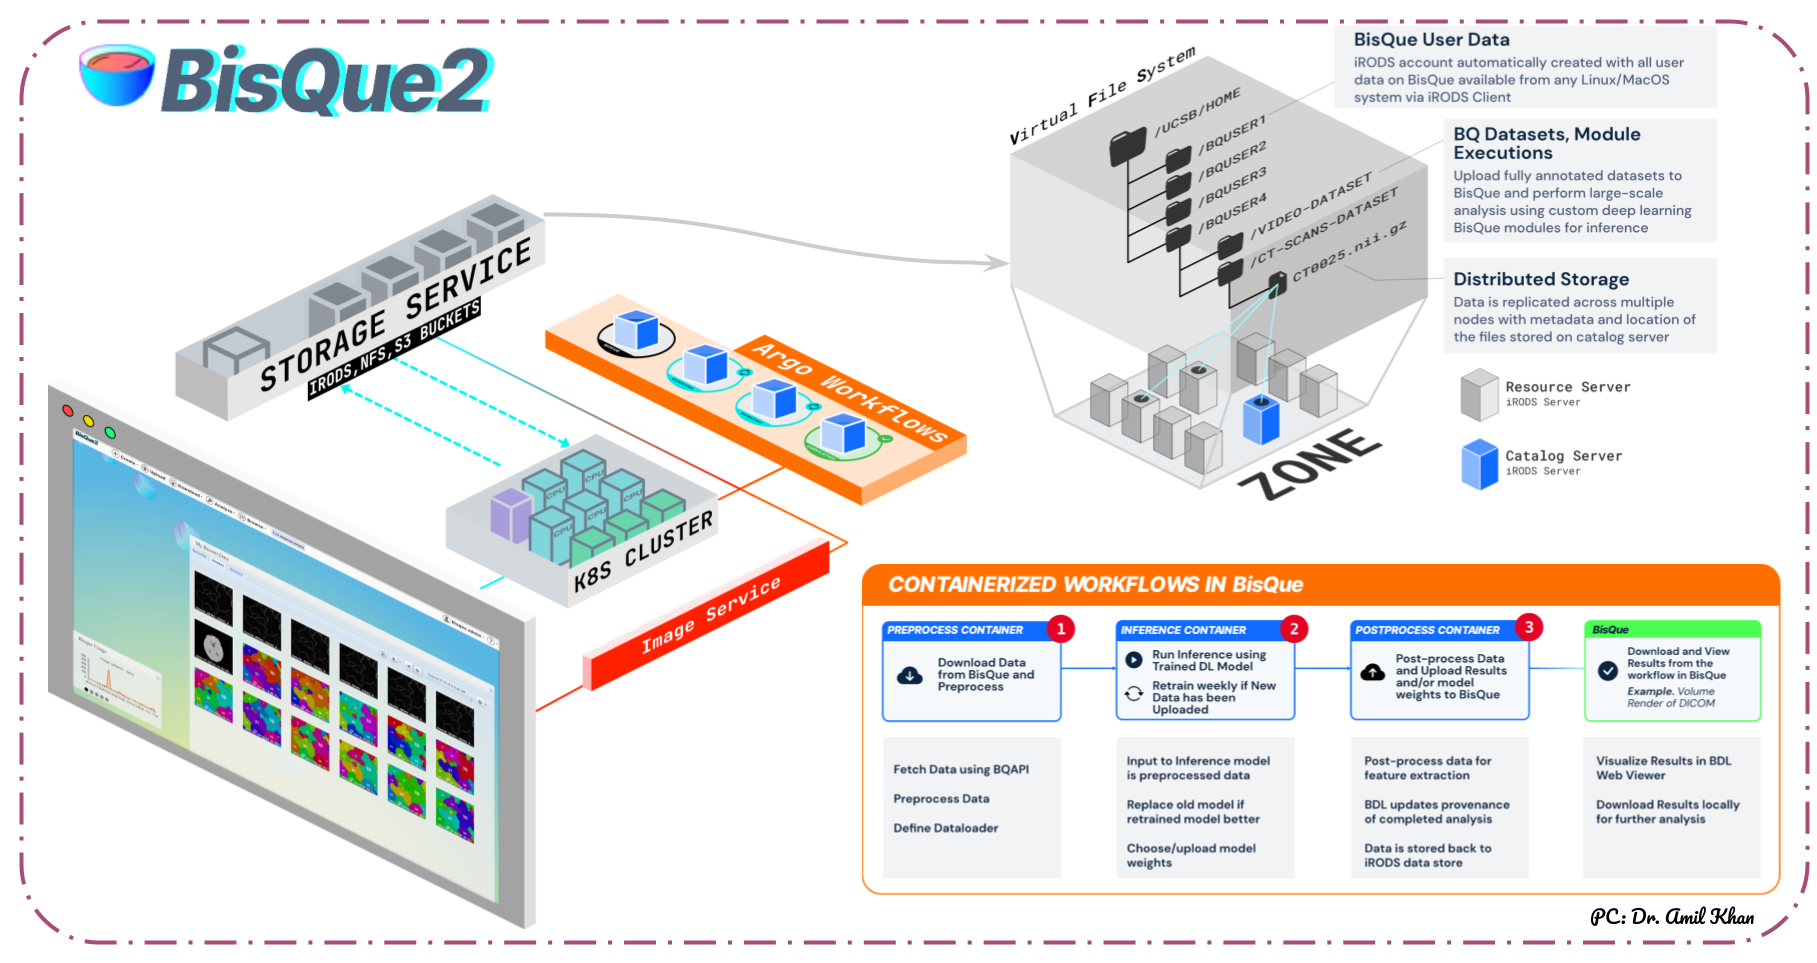 BisQue2
Virtual File System
/UCSB/HOME
/BQUSER1
/BQUSER2
/BQUSER3
/BQUSER4
/VIDEO-DATASET
/CT-SCANS-DATASET
CT0025.nii.gz
BisQue User Data
iRODS account automatically created with all user
data on BisQue available from any Linux/MacOS
system via iRODS Client
BQ Datasets, Module
Executions
Upload fully annotated datasets to
BisQue and perform large-scale
analysis using custom deep learning
BisQue modules for inference
Distributed Storage
Data is replicated across multiple
nodes with metadata and location of
the files stored on catalog server
Resource Server
iRODS Server
Catalog Server
iRODS Server
ZONE
STORAGE SERVICE
IRODS,NFS,S3 BUCKETS
Argo Workflows
CPU
CPU
CPU
CPU
CPU
K8S CLUSTER
Image Service
BisQue2
Create
Upload
Download
Analyze
Browse
My Recent Data
CONTAINERIZED WORKFLOWS IN BisQue
PREPROCESS CONTAINER 1
Download Data
from BisQue and
Preprocess
Fetch Data using BQAPI
Preprocess Data
Define Dataloader
INFERENCE CONTAINER 2
Run Inference using
Trained DL Model
Retrain weekly if New
Data has been
Uploaded
Input to Inference model
is preprocessed data
Replace old model if
retrained model better
Choose/upload model
weights
POSTPROCESS CONTAINER 3
Post-process Data
and Upload Results
and/or model
weights to BisQue
Post-process data for
feature extraction
BDL updates provenance
of completed analysis
Data is stored back to
iRODS data store
BisQue
Download and View
Results from the
workflow in BisQue
Example. Volume
Render of DICOM
Visualize Results in BDL
Web Viewer
Download Results locally
for further analysis
PC: Dr. Amil Khan